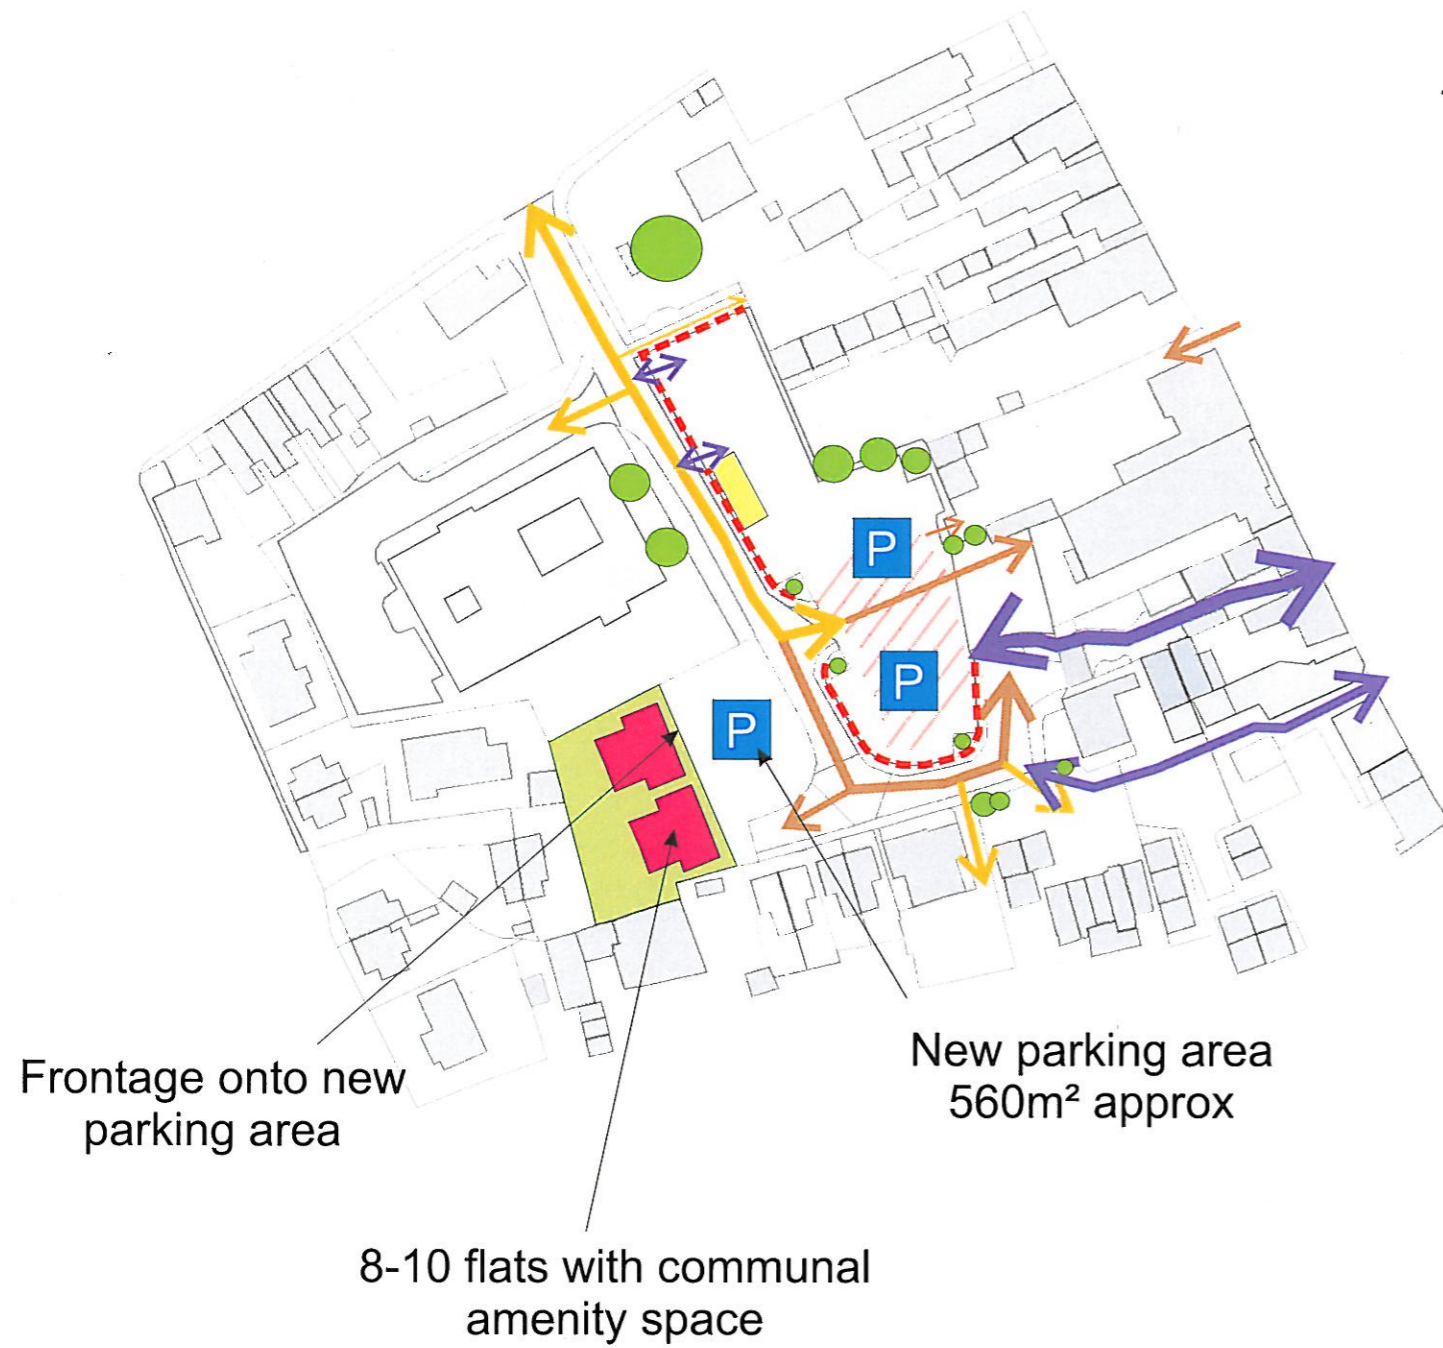 P
P
P
Frontage onto new
parking area
New parking area
560m² approx
8-10 flats with communal
amenity space